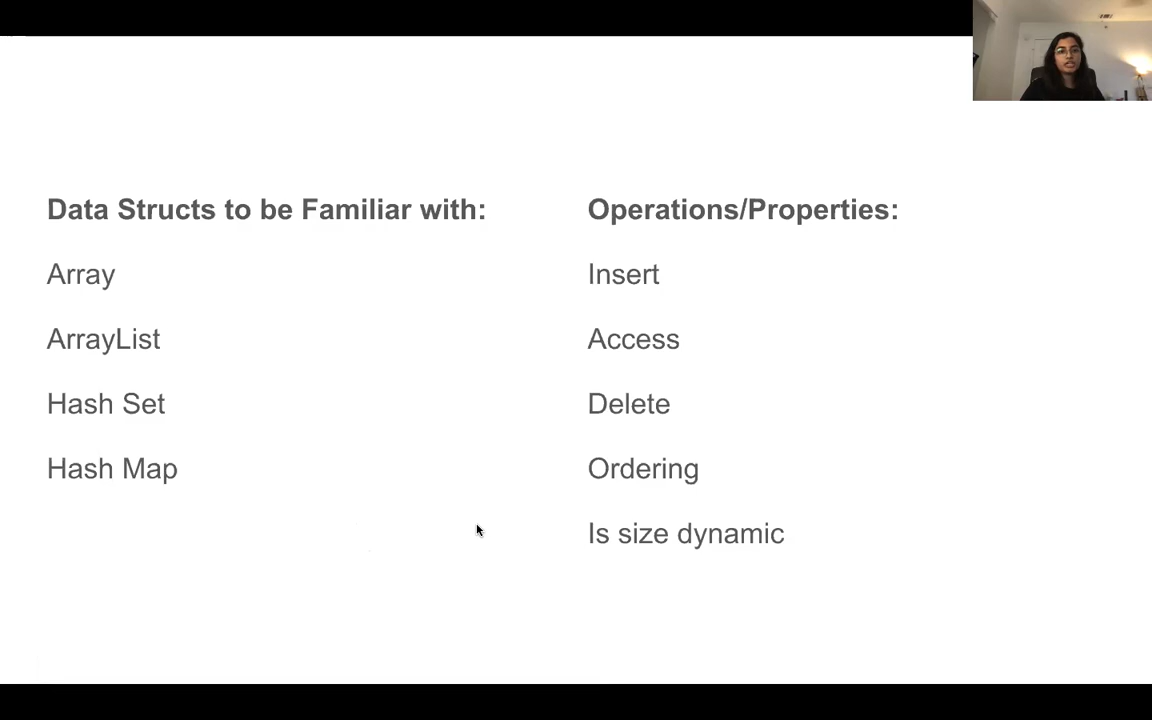 Data Structs to be Familiar with:
Array
ArrayList
Hash Set
Hash Map
Operations/Properties:
Insert
Access
Delete
Ordering
Is size dynamic